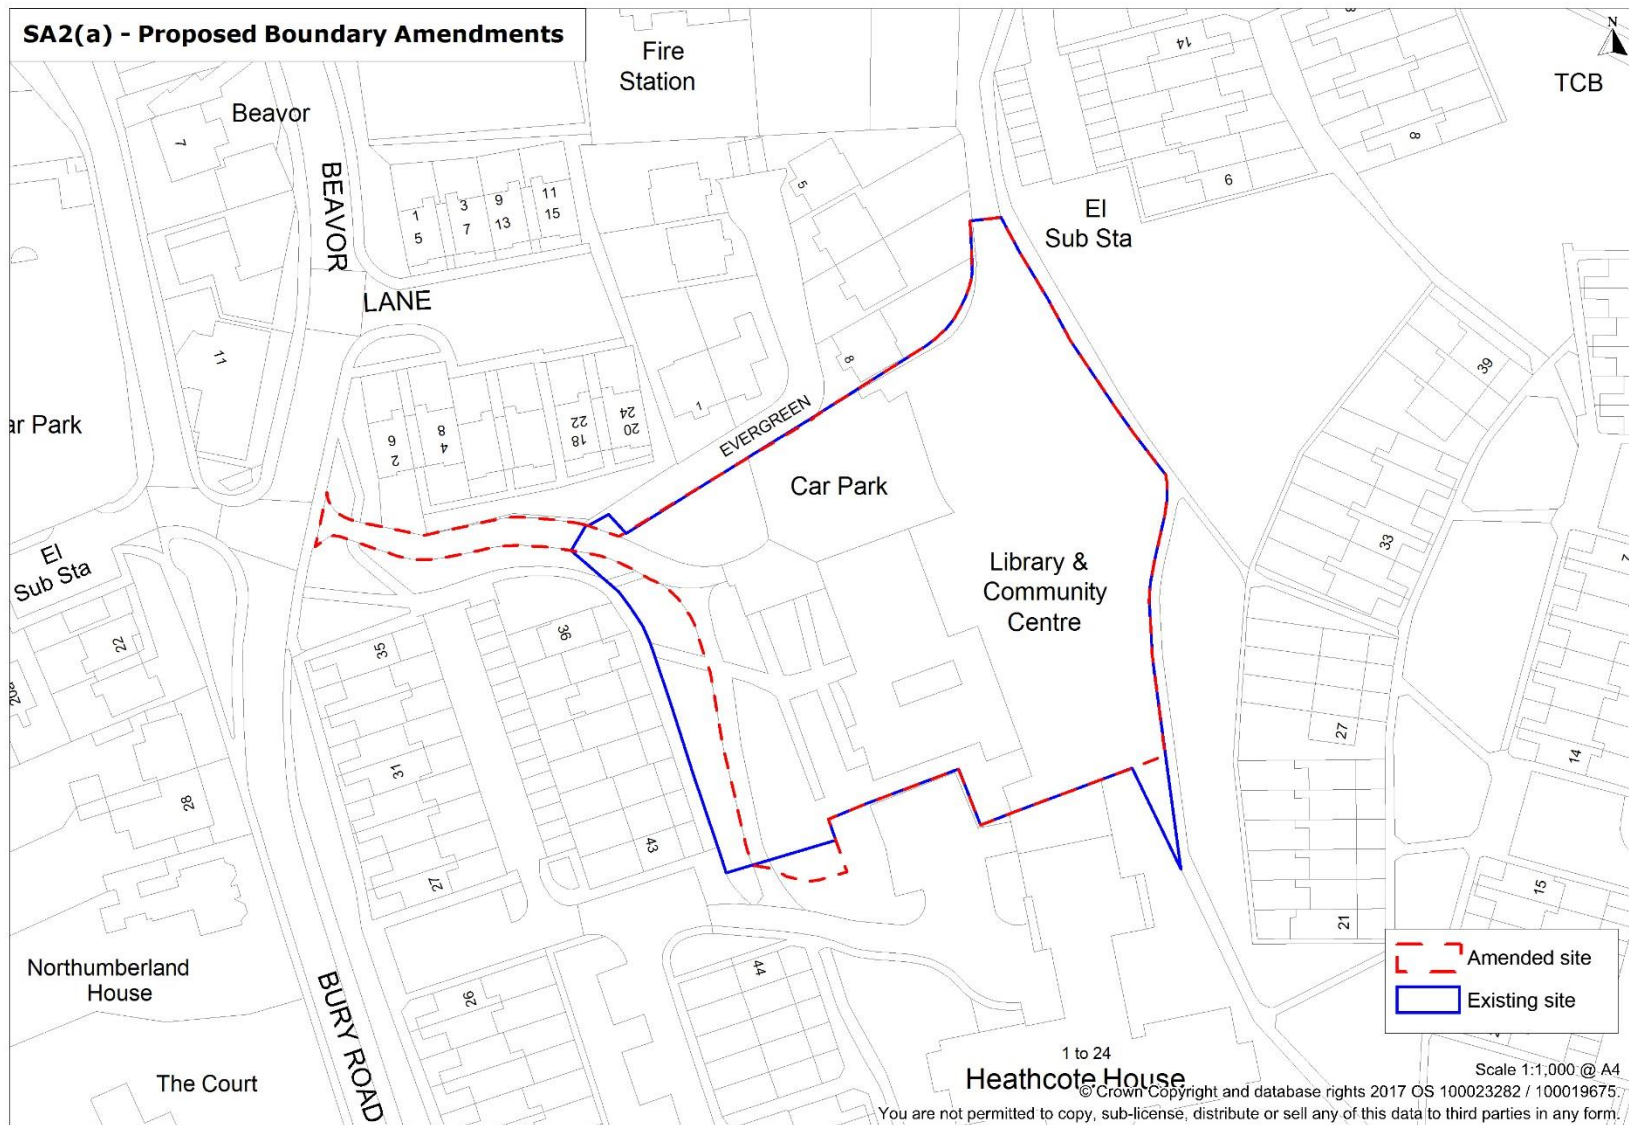 SA2(a) - Proposed Boundary Amendments
N
Fire
Station
TCB
14
8
8
6
Beavor
7
BEAVOR
LANE
1
5
3
7
9
13
11
15
5
El
Sub Sta
11
8
1
39
ar Park
6
2
8
4
22
18
24
20
EVERGREEN
Car Park
33
7
El
Sub Sta
Library &
Community
Centre
22
20a
35
36
27
31
14
28
43
27
15
21
Northumberland
House
44
26
BURY ROAD
Amended site
Existing site
The Court
1 to 24
Heathcote House
Scale 1:1,000 @ A4
© Crown Copyright and database rights 2017 OS 100023282 / 100019675.
You are not permitted to copy, sub-license, distribute or sell any of this data to third parties in any form.